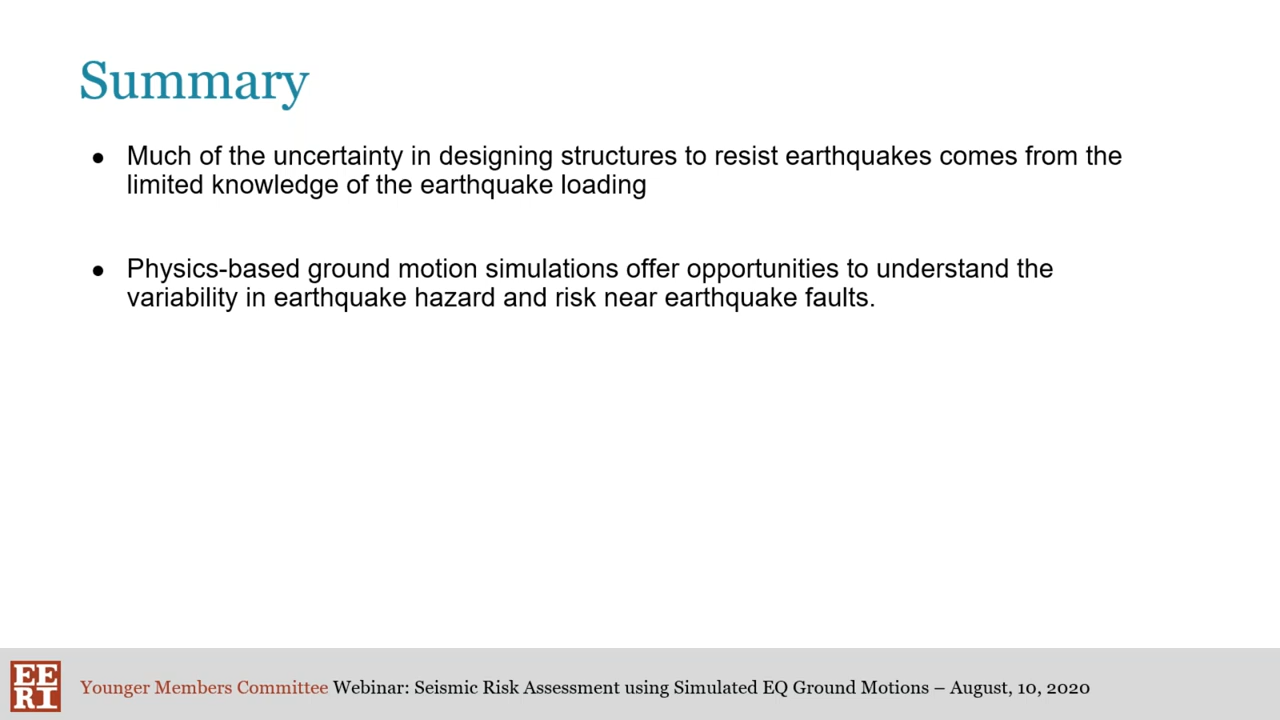 Summary
● Much of the uncertainty in designing structures to resist earthquakes comes from the
limited knowledge of the earthquake loading
● Physics-based ground motion simulations offer opportunities to understand the
variability in earthquake hazard and risk near earthquake faults.
EE
RI
Younger Members Committee Webinar: Seismic Risk Assessment using Simulated EQ Ground Motions – August, 10, 2020